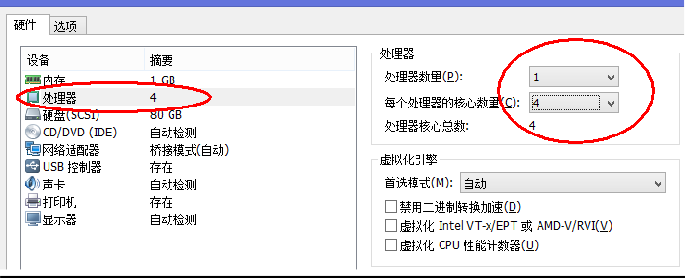 硬件 选项
设备 摘要
内存 1 GB
处理器 4
硬盘(SCSI) 80 GB
CD/DVD (IDE) 自动检测
网络适配器 桥接模式(自动)
USB 控制器 存在
声卡 自动检测
打印机 存在
显示器 自动检测
处理器
处理器数量(P): 1
每个处理器的核心数量(C): 4
处理器核心总数: 4
虚拟化引擎
首选模式(M): 自动
禁用二进制转换加速(D)
虚拟化 Intel VT-x/EPT 或 AMD-V/RVI(V)
虚拟化 CPU 性能计数器(U)